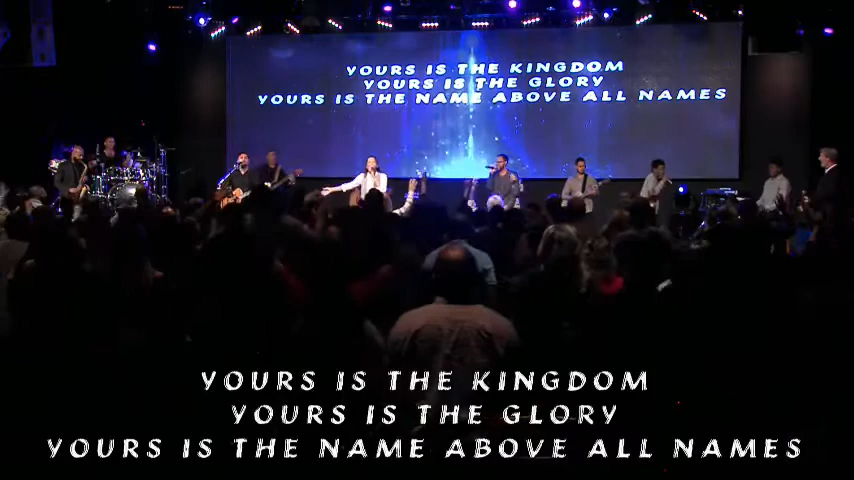 YOURS IS THE KINGDOM
YOURS IS THE GLORY
YOURS IS THE NAME ABOVE ALL NAMES
YOURS IS THE KINGDOM
YOURS IS THE GLORY
YOURS IS THE NAME ABOVE ALL NAMES